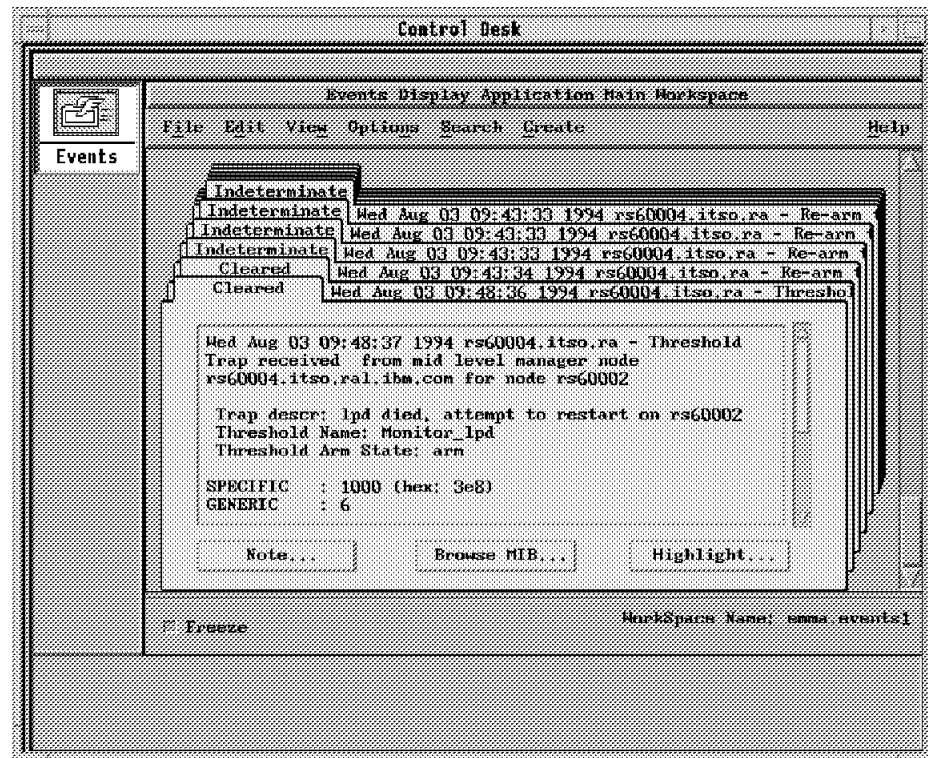 Control Desk
Events Display Application Main Workspace
File Edit View Options Search Create Help
Events
Indeterminate
Indeterminate Wed Aug 03 09:43:33 1994 rs60004.itso.ra - Re-arm
Indeterminate Wed Aug 03 09:43:33 1994 rs60004.itso.ra - Re-arm
Indeterminate Wed Aug 03 09:43:33 1994 rs60004.itso.ra - Re-arm
Cleared Wed Aug 03 09:43:34 1994 rs60004.itso.ra - Re-arm
Cleared Wed Aug 03 09:48:36 1994 rs60004.itso.ra - Threshol
Wed Aug 03 09:48:37 1994 rs60004.itso.ra - Threshold
Trap received from mid level manager node
rs60004.itso.ral.ibm.com for node rs60002
Trap descr: lpd died, attempt to restart on rs60002
Threshold Name: Monitor_lpd
Threshold Arm State: arm
SPECIFIC : 1000 (hex: 3e8)
GENERIC : 6
Note... Browse MIB... Highlight...
Freeze WorkSpace Name: emma.events1